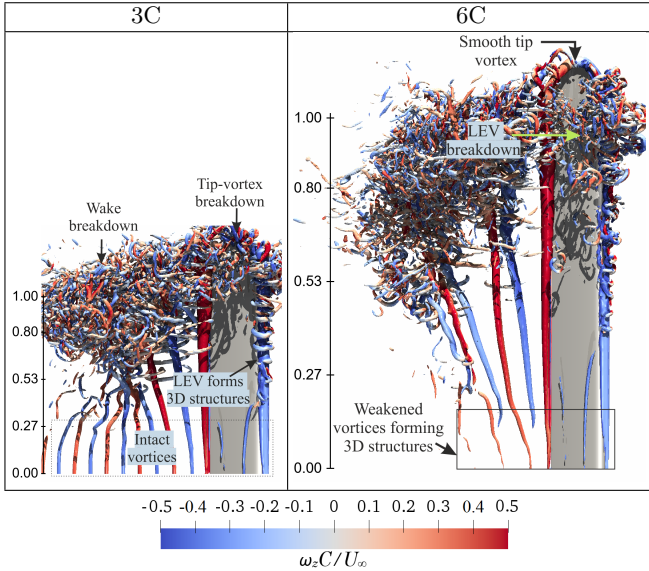 3C
6C
Smooth tip
vortex
1.00
LEV
breakdown
0.80
0.53
0.27
0.00
Weakened
vortices forming
3D structures
Tip-vortex
breakdown
Wake
breakdown
1.00
0.80
0.53
0.27
0.00
LEV forms
3D structures
Intact
vortices
-0.5 -0.4 -0.3 -0.2 -0.1 0 0.1 0.2 0.3 0.4 0.5
ω_z C/U_∞